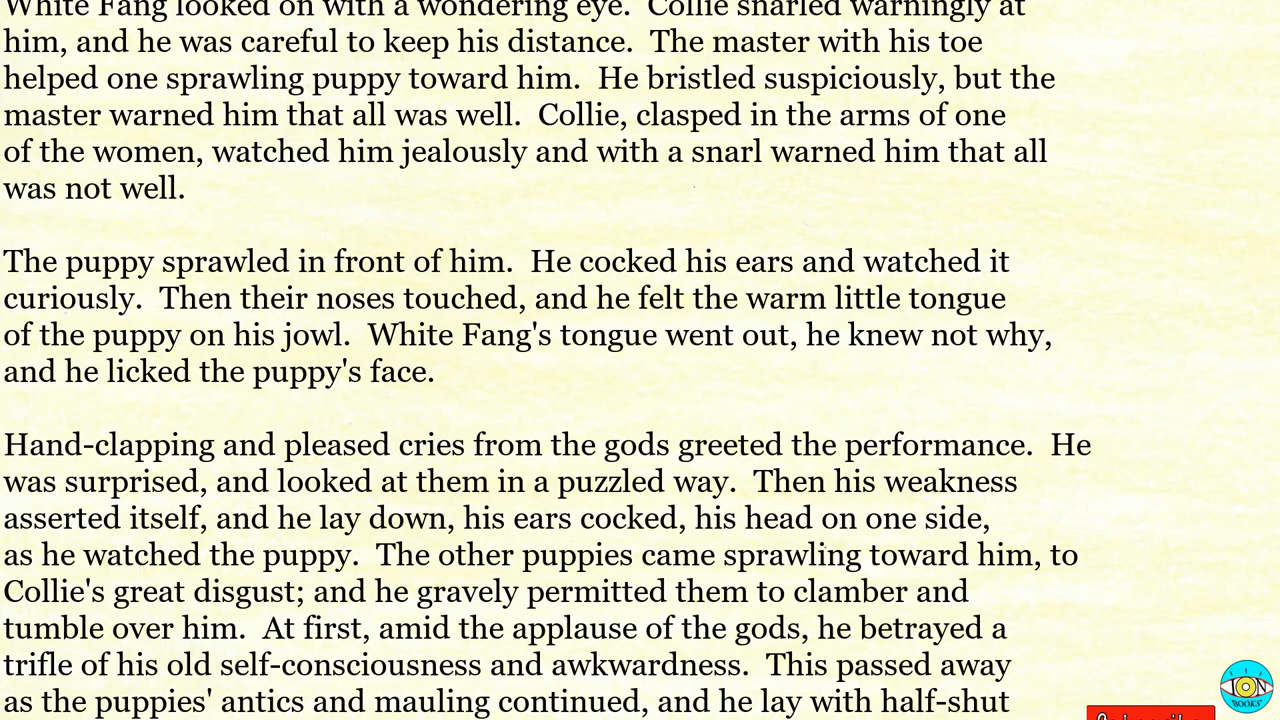 White Fang looked on with a wondering eye.  Collie snarled warningly at
him, and he was careful to keep his distance.  The master with his toe
helped one sprawling puppy toward him.  He bristled suspiciously, but the
master warned him that all was well.  Collie, clasped in the arms of one
of the women, watched him jealously and with a snarl warned him that all
was not well.

The puppy sprawled in front of him.  He cocked his ears and watched it
curiously.  Then their noses touched, and he felt the warm little tongue
of the puppy on his jowl.  White Fang's tongue went out, he knew not why,
and he licked the puppy's face.

Hand-clapping and pleased cries from the gods greeted the performance.  He
was surprised, and looked at them in a puzzled way.  Then his weakness
asserted itself, and he lay down, his ears cocked, his head on one side,
as he watched the puppy.  The other puppies came sprawling toward him, to
Collie's great disgust; and he gravely permitted them to clamber and
tumble over him.  At first, amid the applause of the gods, he betrayed a
trifle of his old self-consciousness and awkwardness.  This passed away
as the puppies' antics and mauling continued, and he lay with half-shut
ION
BOOKS